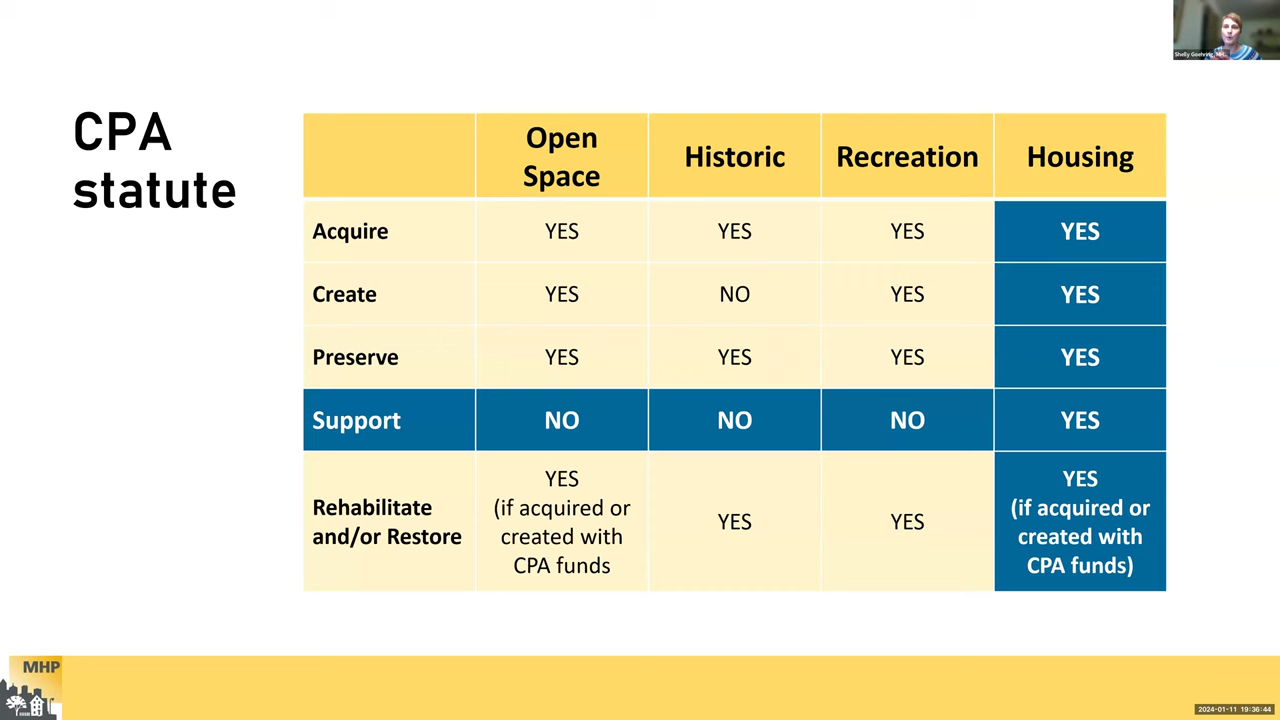 Shelly Goehring,
CPA
statute
Open
Space
Historic
Recreation
Housing
Acquire
YES
YES
YES
YES
Create
YES
NO
YES
YES
Preserve
YES
YES
YES
YES
Support
NO
NO
NO
YES
Rehabilitate
and/or Restore
YES
(if acquired or
created with
CPA funds
YES
YES
YES
(if acquired or
created with
CPA funds)
MHP
2024-01-11 19:36:44